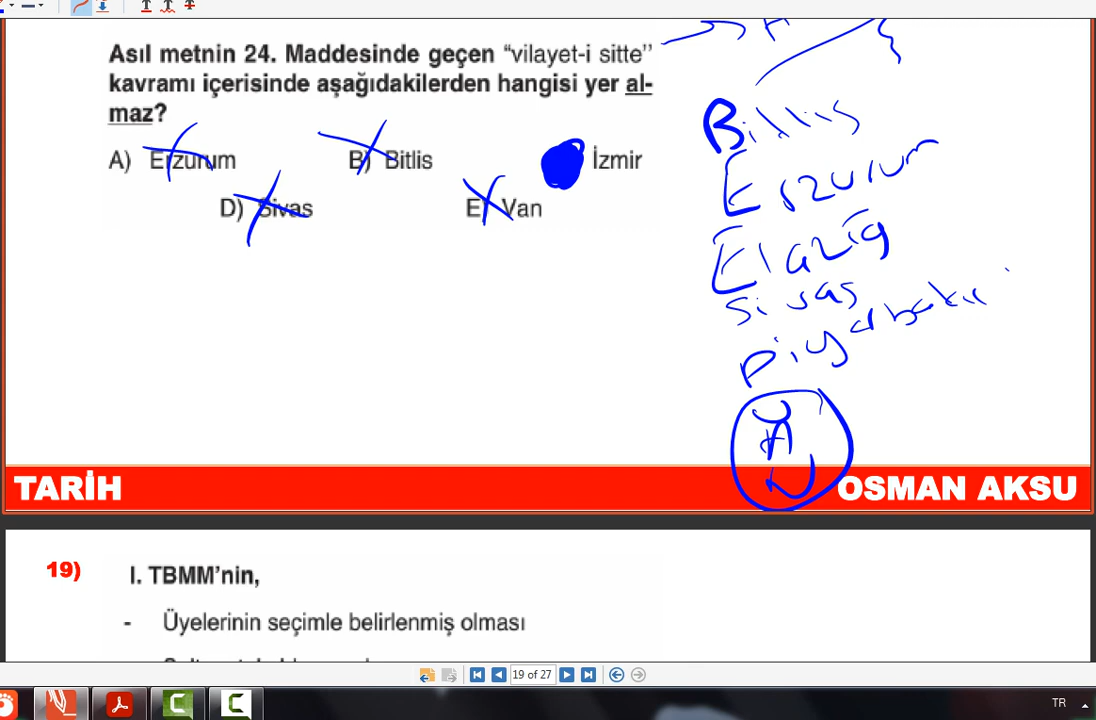 Asıl metnin 24. Maddesinde geçen “vilayet-i sitte”
kavramı içerisinde aşağıdakilerden hangisi yer al-
maz?
A) Erzurum B) Bitlis İzmir
D) Sivas E) Van
Bitlis
Erzurum
Elazığ
Sivas
Diyarbakır
VAN
TARİH OSMAN AKSU
19) I. TBMM’nin,
- Üyelerinin seçimle belirlenmiş olması
19 of 27
TR